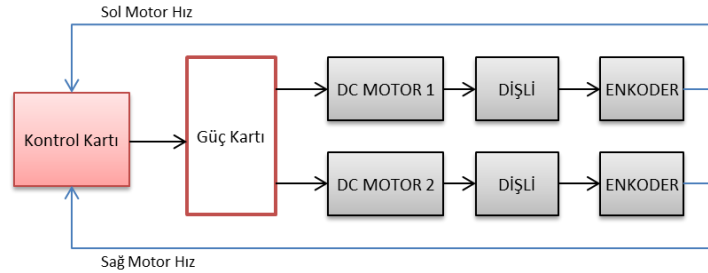 Sol Motor Hız
Kontrol Kartı
Güç Kartı
DC MOTOR 1
DİŞLİ
ENKODER
DC MOTOR 2
DİŞLİ
ENKODER
Sağ Motor Hız